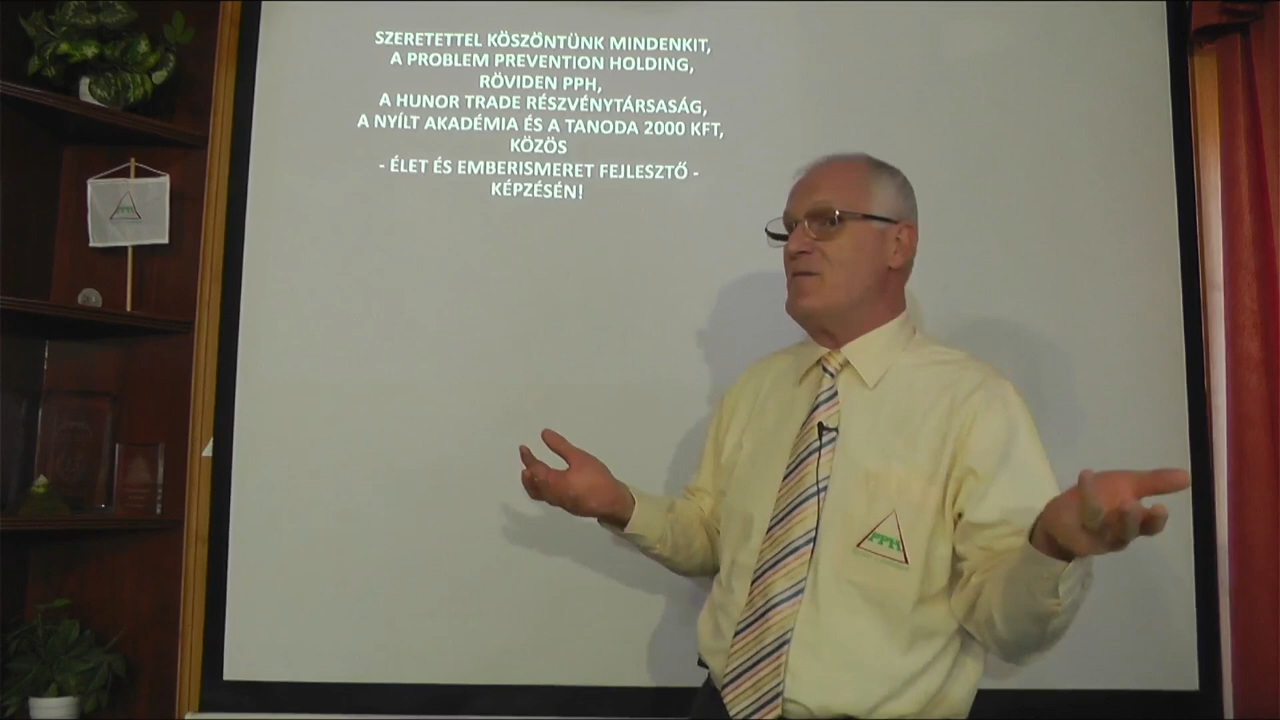 SZERETETTEL KÖSZÖNTÜNK MINDENKIT,
A PROBLEM PREVENTION HOLDING,
RÖVIDEN PPH,
A HUNOR TRADE RÉSZVÉNYTÁRSASÁG,
A NYÍLT AKADÉMIA ÉS A TANODA 2000 KFT,
KÖZÖS
- ÉLET ÉS EMBERISMERET FEJLESZTŐ -
KÉPZÉSÉN!
PPH
PPH